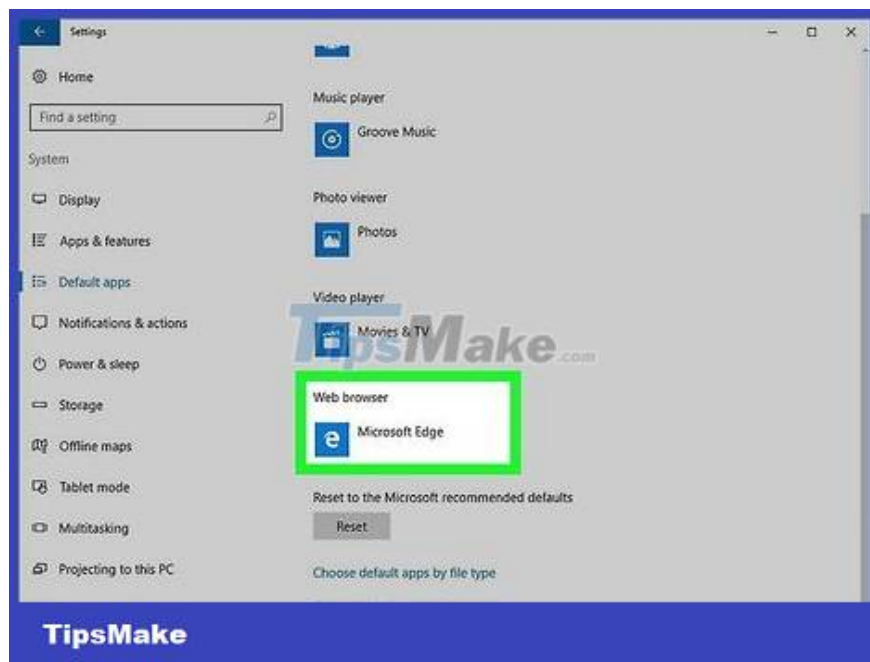 Settings
Home
Find a setting
System
Display
Apps & features
Default apps
Notifications & actions
Power & sleep
Storage
Offline maps
Tablet mode
Multitasking
Projecting to this PC
Music player
Groove Music
Photo viewer
Photos
Video player
Movies & TV
TipsMake.com
Web browser
Microsoft Edge
Reset to the Microsoft recommended defaults
Reset
Choose default apps by file type
TipsMake